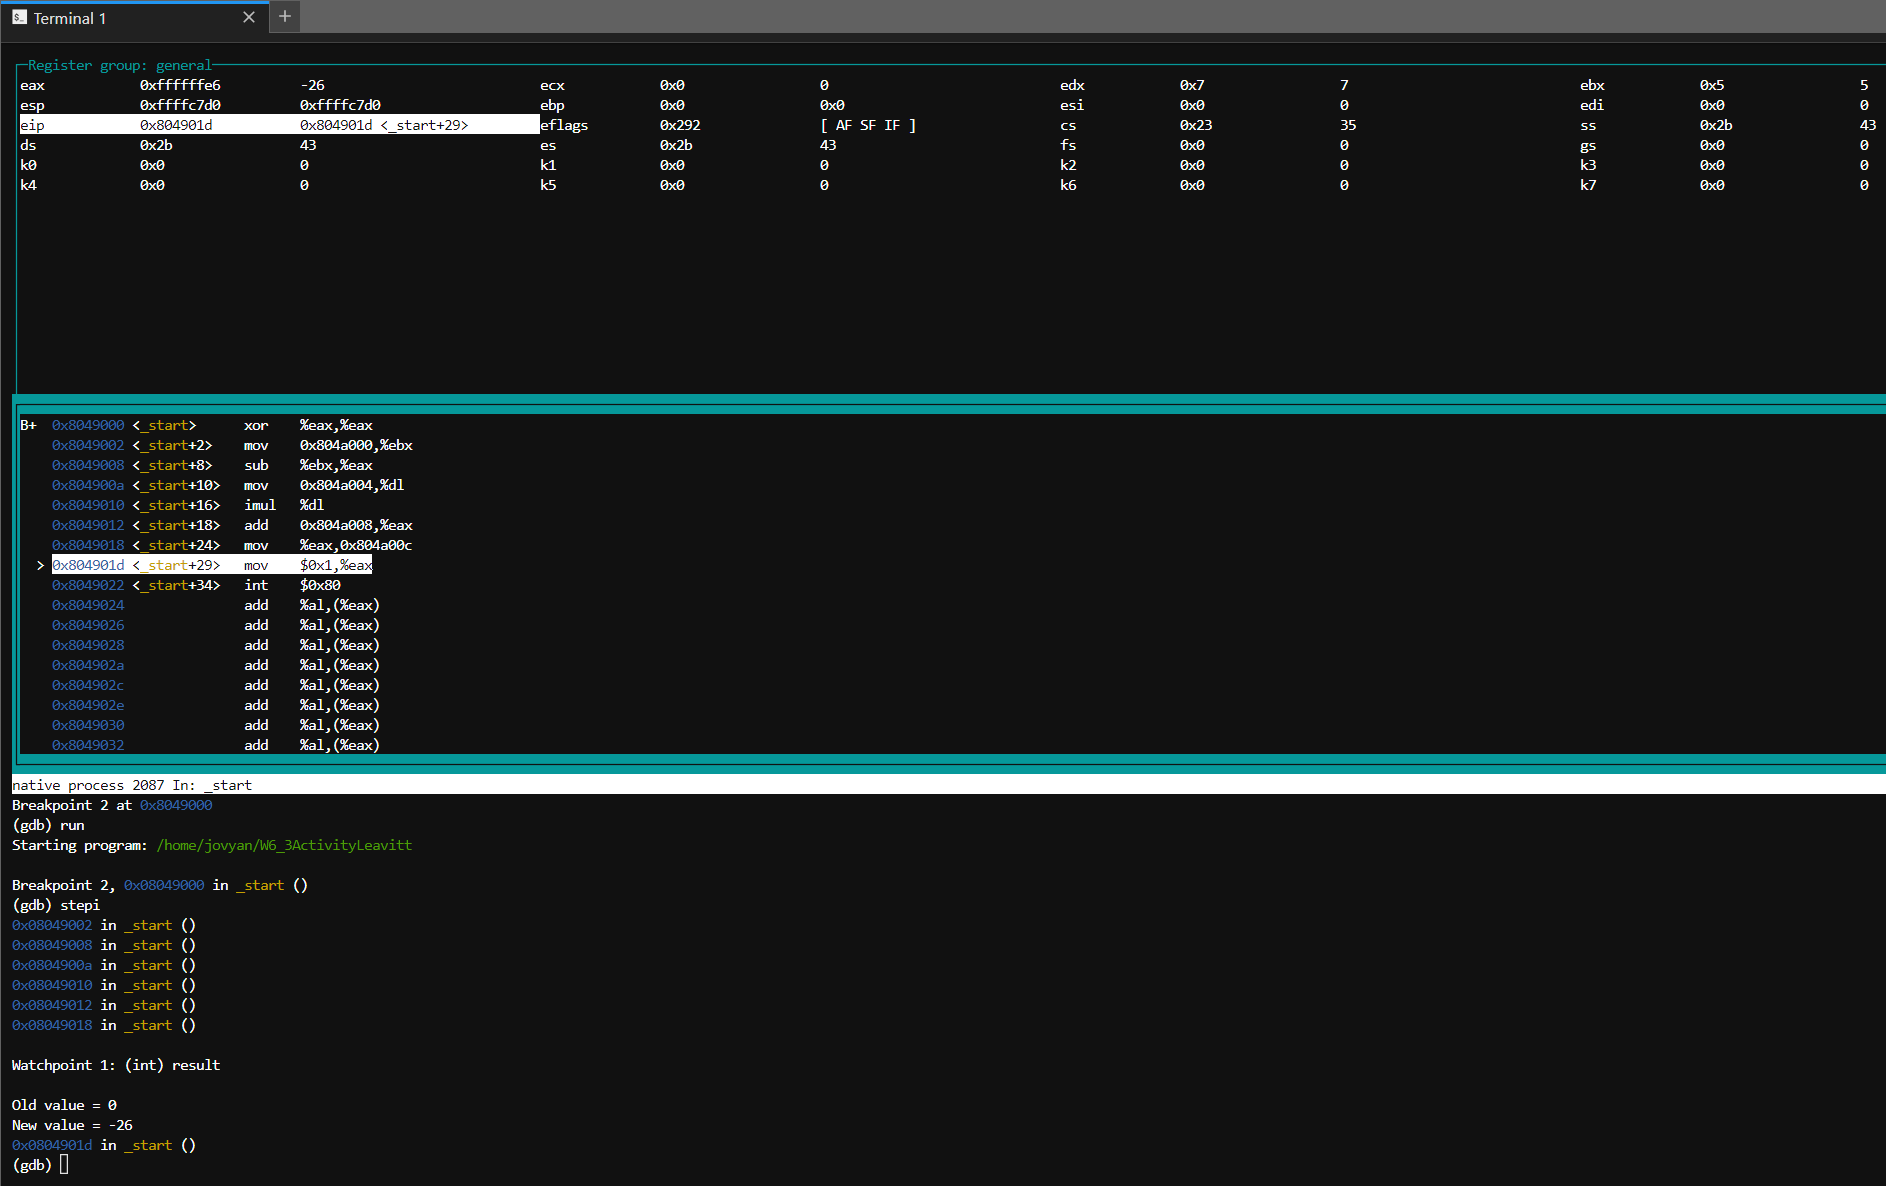 Terminal 1
Register group: general
eax 0xffffffe6 -26 ecx 0x0 0 edx 0x7 7 ebx 0x5 5
esp 0xffffc7d0 0xffffc7d0 ebp 0x0 0x0 esi 0x0 0 edi 0x0 0
eip 0x804901d 0x804901d <_start+29> eflags 0x292 [ AF SF IF ] cs 0x23 35 ss 0x2b 43
ds 0x2b 43 es 0x2b 43 fs 0x0 0 gs 0x0 0
k0 0x0 0 k1 0x0 0 k2 0x0 0 k3 0x0 0
k4 0x0 0 k5 0x0 0 k6 0x0 0 k7 0x0 0
B+ 0x8049000 <_start> xor %eax,%eax
0x8049002 <_start+2> mov 0x804a000,%ebx
0x8049008 <_start+8> sub %ebx,%eax
0x804900a <_start+10> mov 0x804a004,%dl
0x8049010 <_start+16> imul %dl
0x8049012 <_start+18> add 0x804a008,%eax
0x8049018 <_start+24> mov %eax,0x804a00c
> 0x804901d <_start+29> mov $0x1,%eax
0x8049022 <_start+34> int $0x80
0x8049024 add %al,(%eax)
0x8049026 add %al,(%eax)
0x8049028 add %al,(%eax)
0x804902a add %al,(%eax)
0x804902c add %al,(%eax)
0x804902e add %al,(%eax)
0x8049030 add %al,(%eax)
0x8049032 add %al,(%eax)
native process 2087 In: _start
Breakpoint 2 at 0x8049000
(gdb) run
Starting program: /home/jovyan/W6_3ActivityLeavitt
Breakpoint 2, 0x08049000 in _start ()
(gdb) stepi
0x08049002 in _start ()
0x08049008 in _start ()
0x0804900a in _start ()
0x08049010 in _start ()
0x08049012 in _start ()
0x08049018 in _start ()
Watchpoint 1: (int) result
Old value = 0
New value = -26
0x0804901d in _start ()
(gdb)